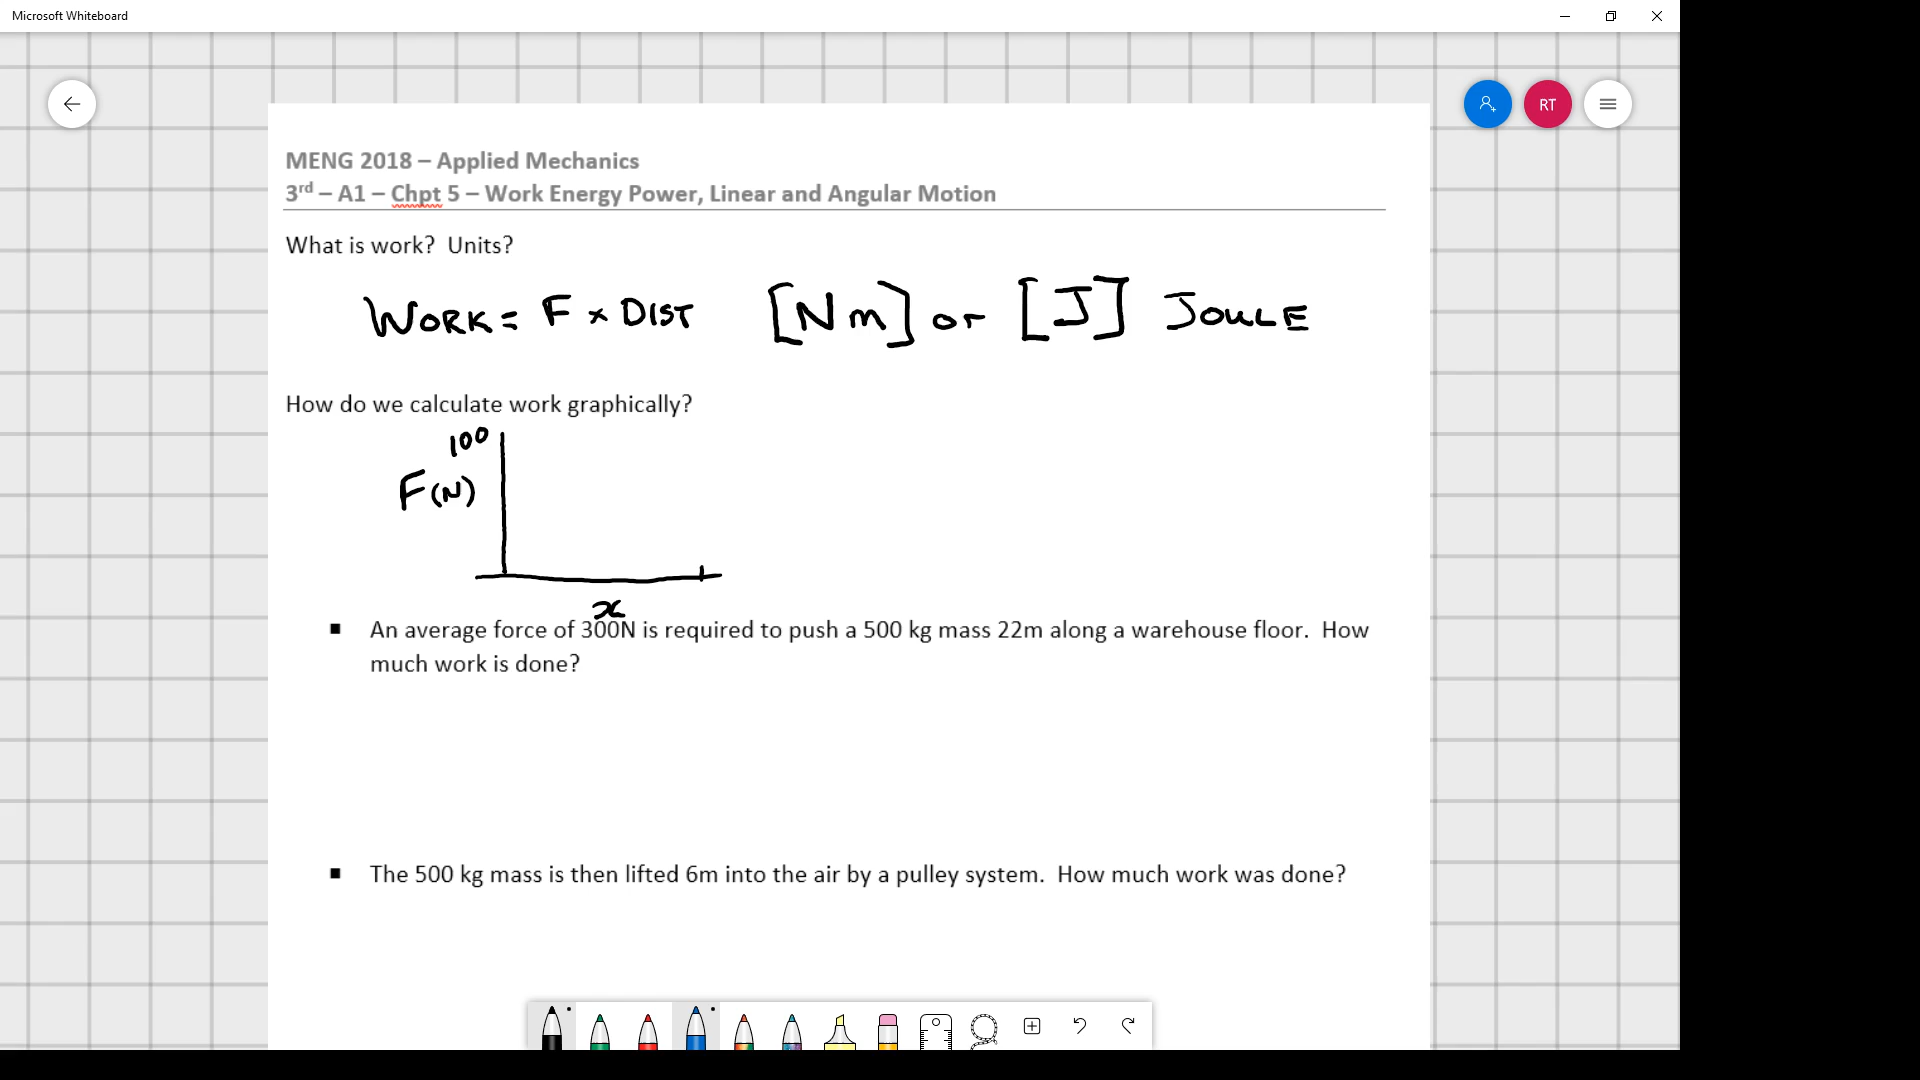 Microsoft Whiteboard
RT
MENG 2018 – Applied Mechanics
3rd – A1 – Chpt 5 – Work Energy Power, Linear and Angular Motion
What is work? Units?
WORK = F x DIST [Nm] or [J] JOULE
How do we calculate work graphically?
100
F(N)
x
▪ An average force of 300N is required to push a 500 kg mass 22m along a warehouse floor. How
much work is done?
▪ The 500 kg mass is then lifted 6m into the air by a pulley system. How much work was done?